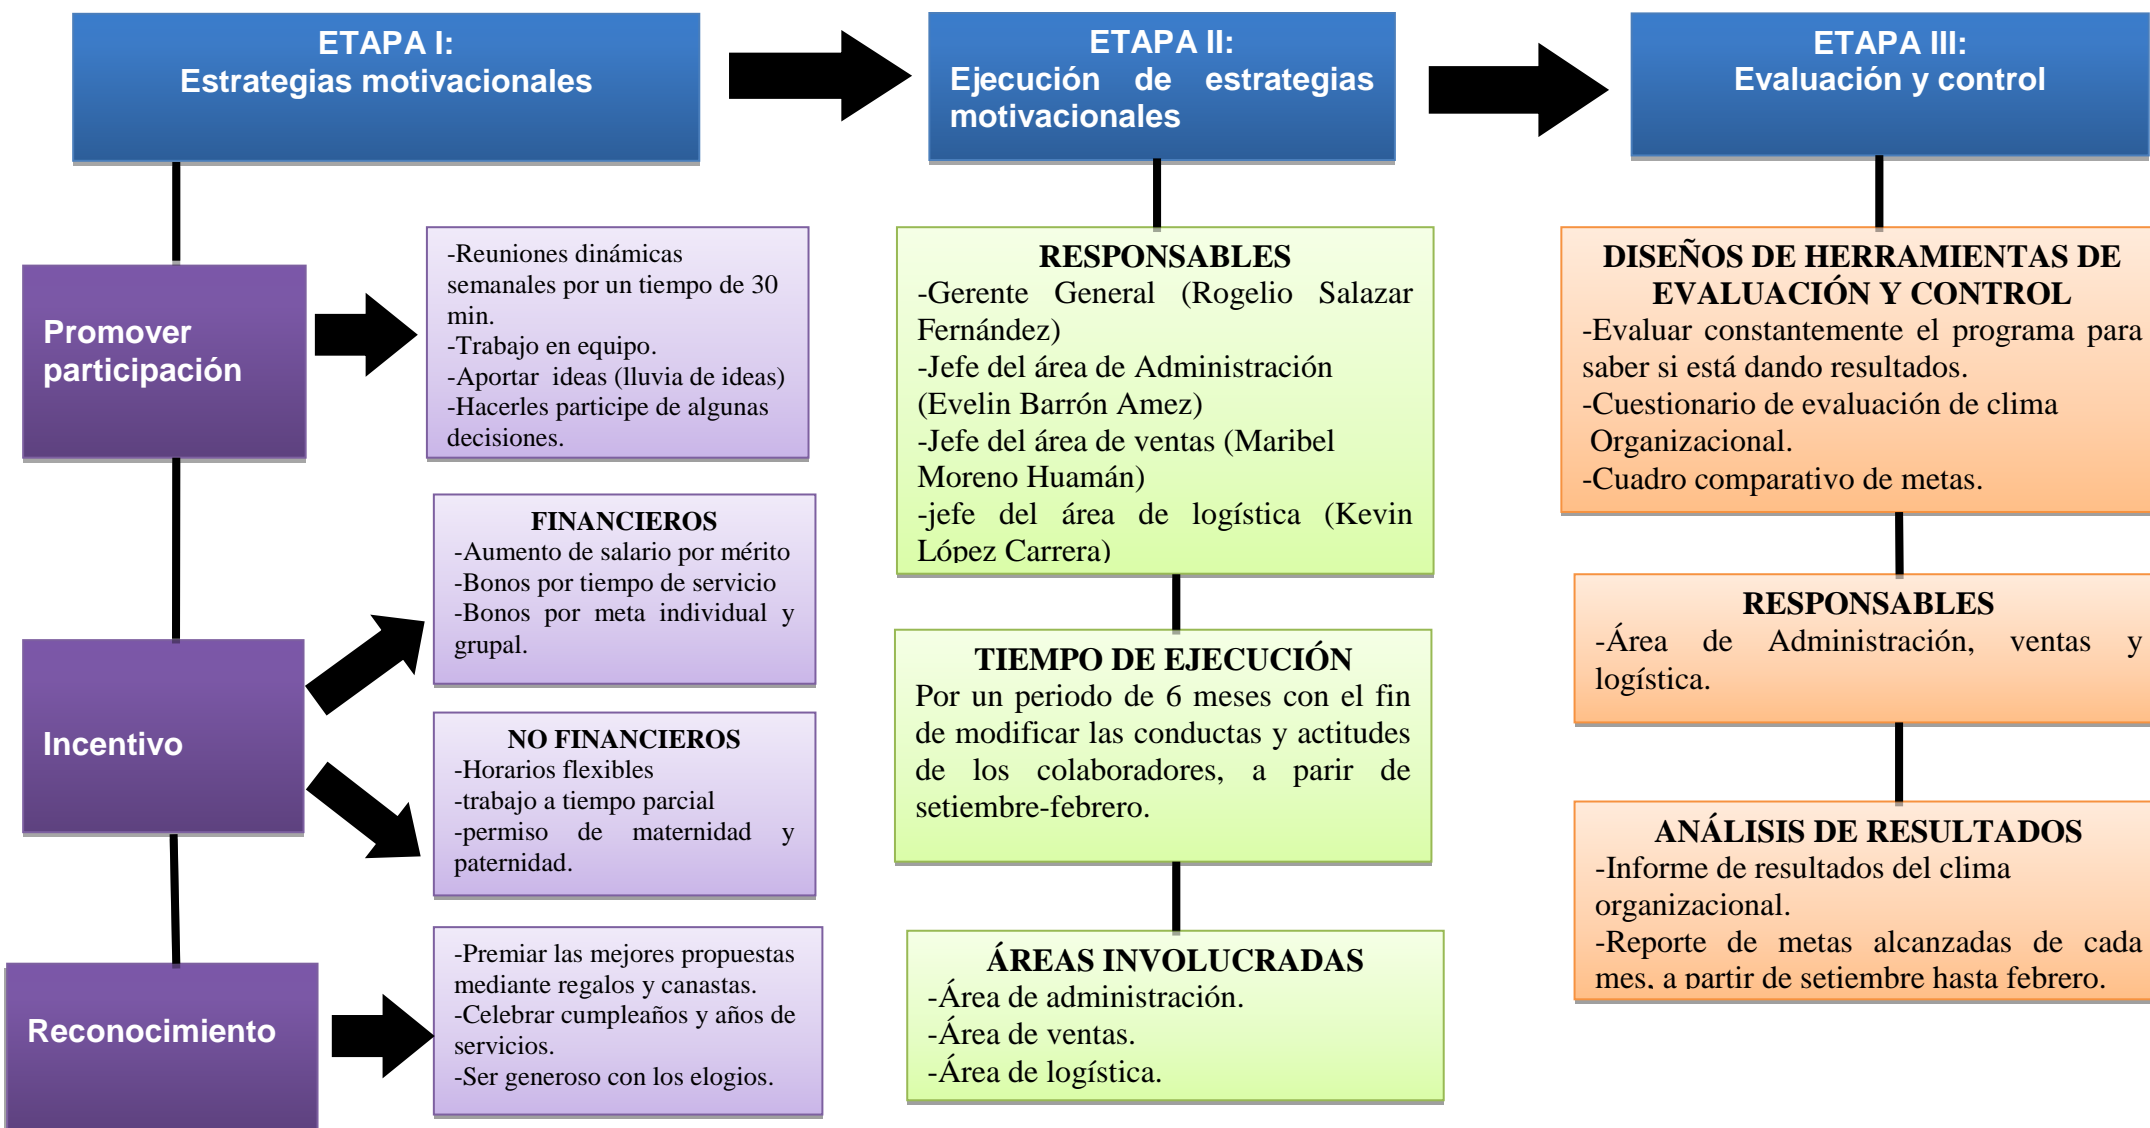 ETAPA I:
Estrategias motivacionales
Promover
participación
-Reuniones dinámicas
semanales por un tiempo de 30
min.
-Trabajo en equipo.
-Aportar  ideas (lluvia de ideas)
-Hacerles participe de algunas
decisiones.
Incentivo
FINANCIEROS
-Aumento de salario por mérito
-Bonos por tiempo de servicio
-Bonos por meta individual y
grupal.
NO FINANCIEROS
-Horarios flexibles
-trabajo a tiempo parcial
-permiso de maternidad y
paternidad.
Reconocimiento
-Premiar las mejores propuestas
mediante regalos y canastas.
-Celebrar cumpleaños y años de
servicios.
-Ser generoso con los elogios.
ETAPA II:
Ejecución de estrategias
motivacionales
RESPONSABLES
-Gerente General (Rogelio Salazar
Fernández)
-Jefe del área de Administración
(Evelin Barrón Amez)
-Jefe del área de ventas (Maribel
Moreno Huamán)
-jefe del área de logística (Kevin
López Carrera)
TIEMPO DE EJECUCIÓN
Por un periodo de 6 meses con el fin
de modificar las conductas y actitudes
de los colaboradores, a parir de
setiembre-febrero.
ÁREAS INVOLUCRADAS
-Área de administración.
-Área de ventas.
-Área de logística.
ETAPA III:
Evaluación y control
DISEÑOS DE HERRAMIENTAS DE
EVALUACIÓN Y CONTROL
-Evaluar constantemente el programa para
saber si está dando resultados.
-Cuestionario de evaluación de clima
Organizacional.
-Cuadro comparativo de metas.
RESPONSABLES
-Área de Administración, ventas y
logística.
ANÁLISIS DE RESULTADOS
-Informe de resultados del clima
organizacional.
-Reporte de metas alcanzadas de cada
mes, a partir de setiembre hasta febrero.